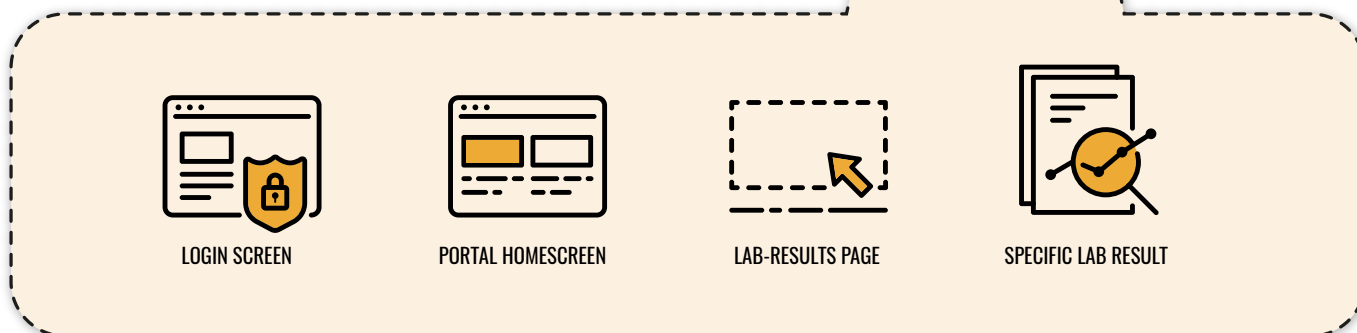 LOGIN SCREEN
PORTAL HOMESCREEN
LAB-RESULTS PAGE
SPECIFIC LAB RESULT